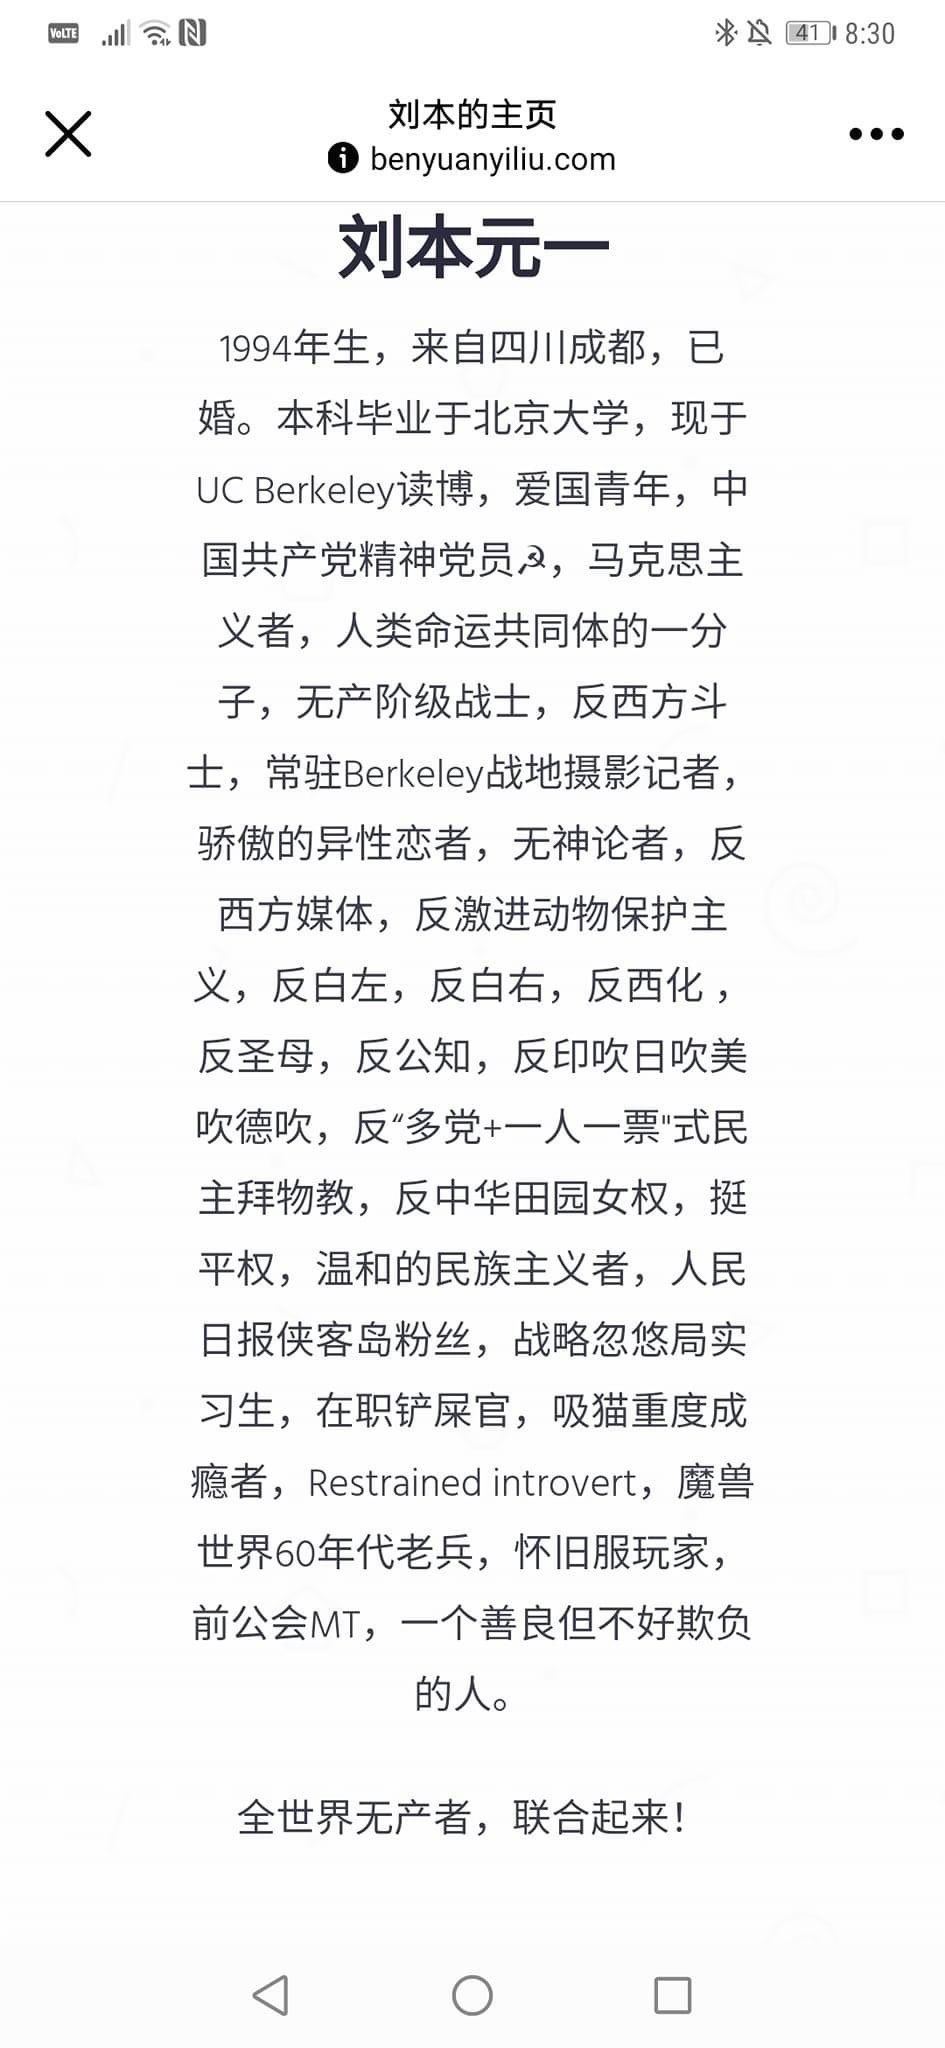 VoLTE 41 8:30
刘本的主页
benyuanyiliu.com
刘本元一
1994年生，来自四川成都，已
婚。本科毕业于北京大学，现于
UC Berkeley读博，爱国青年，中
国共产党精神党员☭，马克思主
义者，人类命运共同体的一分
子，无产阶级战士，反西方斗
士，常驻Berkeley战地摄影记者，
骄傲的异性恋者，无神论者，反
西方媒体，反激进动物保护主
义，反白左，反白右，反西化 ，
反圣母，反公知，反印吹日吹美
吹德吹，反“多党+一人一票"式民
主拜物教，反中华田园女权，挺
平权，温和的民族主义者，人民
日报侠客岛粉丝，战略忽悠局实
习生，在职铲屎官，吸猫重度成
瘾者，Restrained introvert，魔兽
世界60年代老兵，怀旧服玩家，
前公会MT，一个善良但不好欺负
的人。
全世界无产者，联合起来！